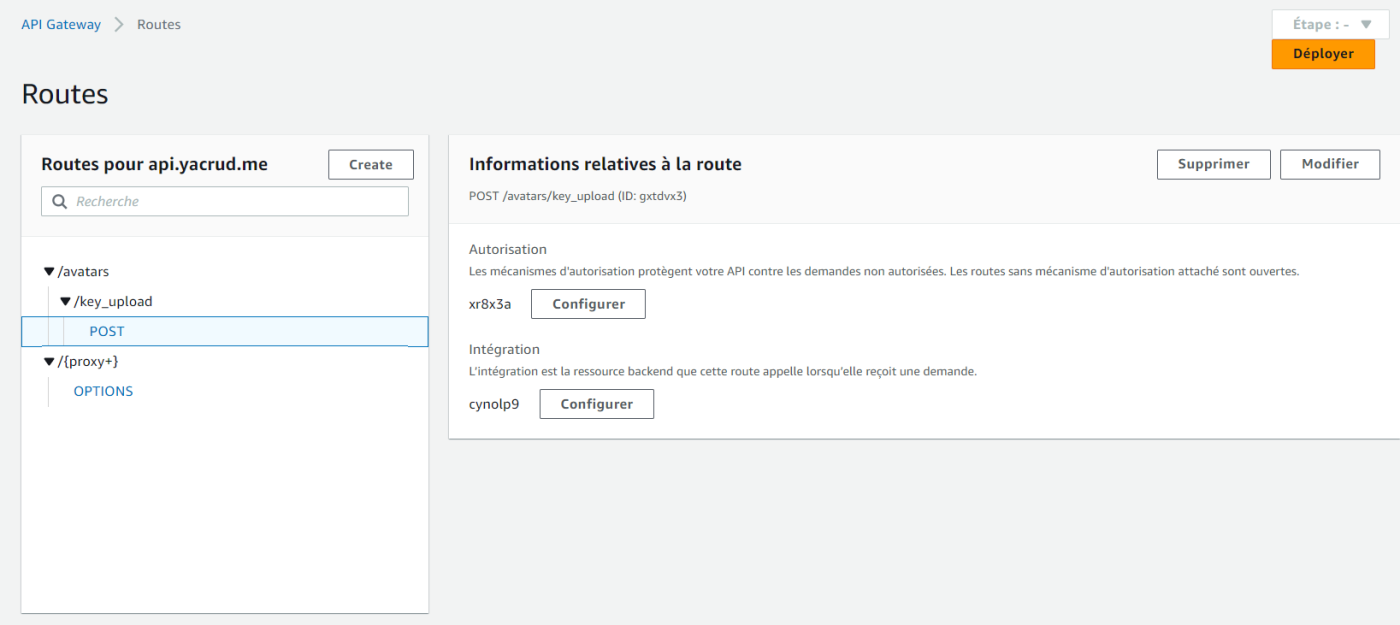 API Gateway Routes
Étape : -
Déployer
Routes
Routes pour api.yacrud.me
Create
Recherche
/avatars
/key_upload
POST
/{proxy+}
OPTIONS
Informations relatives à la route
Supprimer
Modifier
POST /avatars/key_upload (ID: gxtdvx3)
Autorisation
Les mécanismes d'autorisation protègent votre API contre les demandes non autorisées. Les routes sans mécanisme d'autorisation attaché sont ouvertes.
xr8x3a
Configurer
Intégration
L'intégration est la ressource backend que cette route appelle lorsqu'elle reçoit une demande.
cynolp9
Configurer